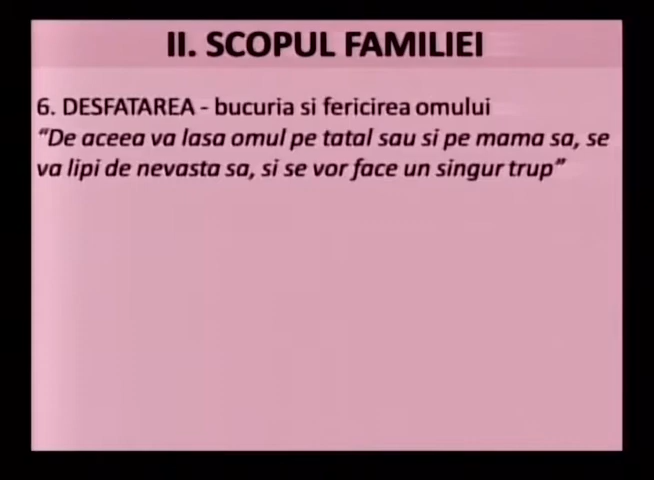 II. SCOPUL FAMILIEI
6. DESFATAREA - bucuria si fericirea omului
“De aceea va lasa omul pe tatal sau si pe mama sa, se
va lipi de nevasta sa, si se vor face un singur trup”